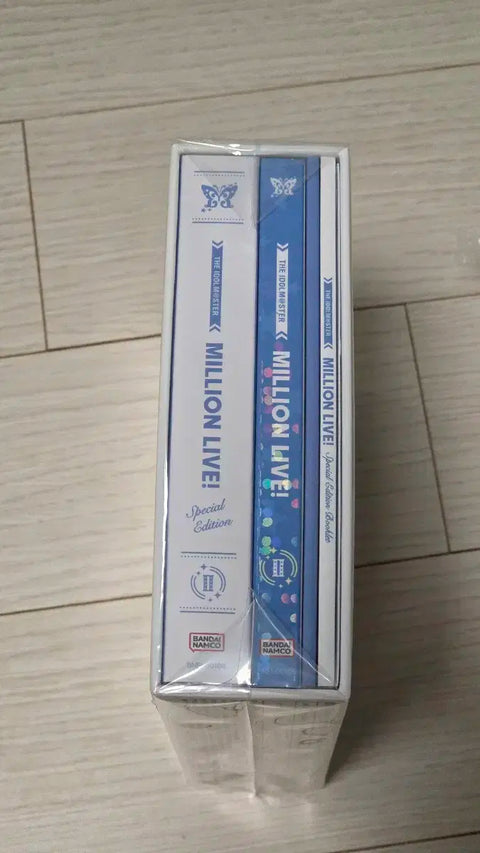 THE IDOLM@STER
MILLION LIVE!
Special
Edition
BANDAI
NAMCO
THE IDOLM@STER
MILLION LIVE!
BANDAI
NAMCO
THE IDOLM@STER
MILLION LIVE!
Special Edition Booklet